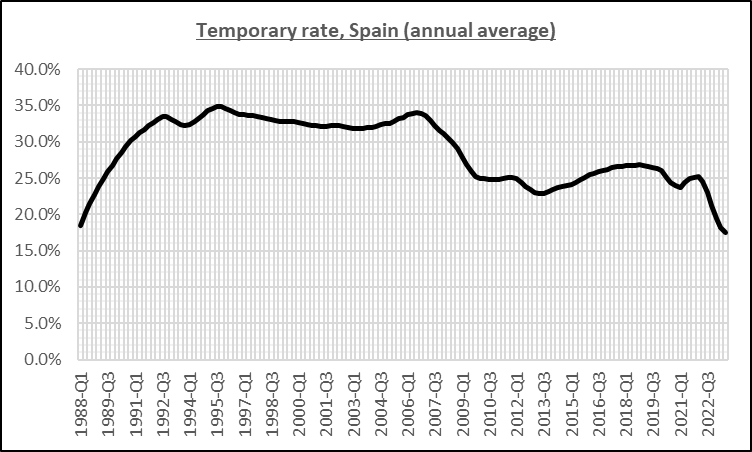 Temporary rate, Spain (annual average)
40.0%
35.0%
30.0%
25.0%
20.0%
15.0%
10.0%
5.0%
0.0%
1988-Q1
1989-Q3
1991-Q1
1992-Q3
1994-Q1
1995-Q3
1997-Q1
1998-Q3
2000-Q1
2001-Q3
2003-Q1
2004-Q3
2006-Q1
2007-Q3
2009-Q1
2010-Q3
2012-Q1
2013-Q3
2015-Q1
2016-Q3
2018-Q1
2019-Q3
2021-Q1
2022-Q3